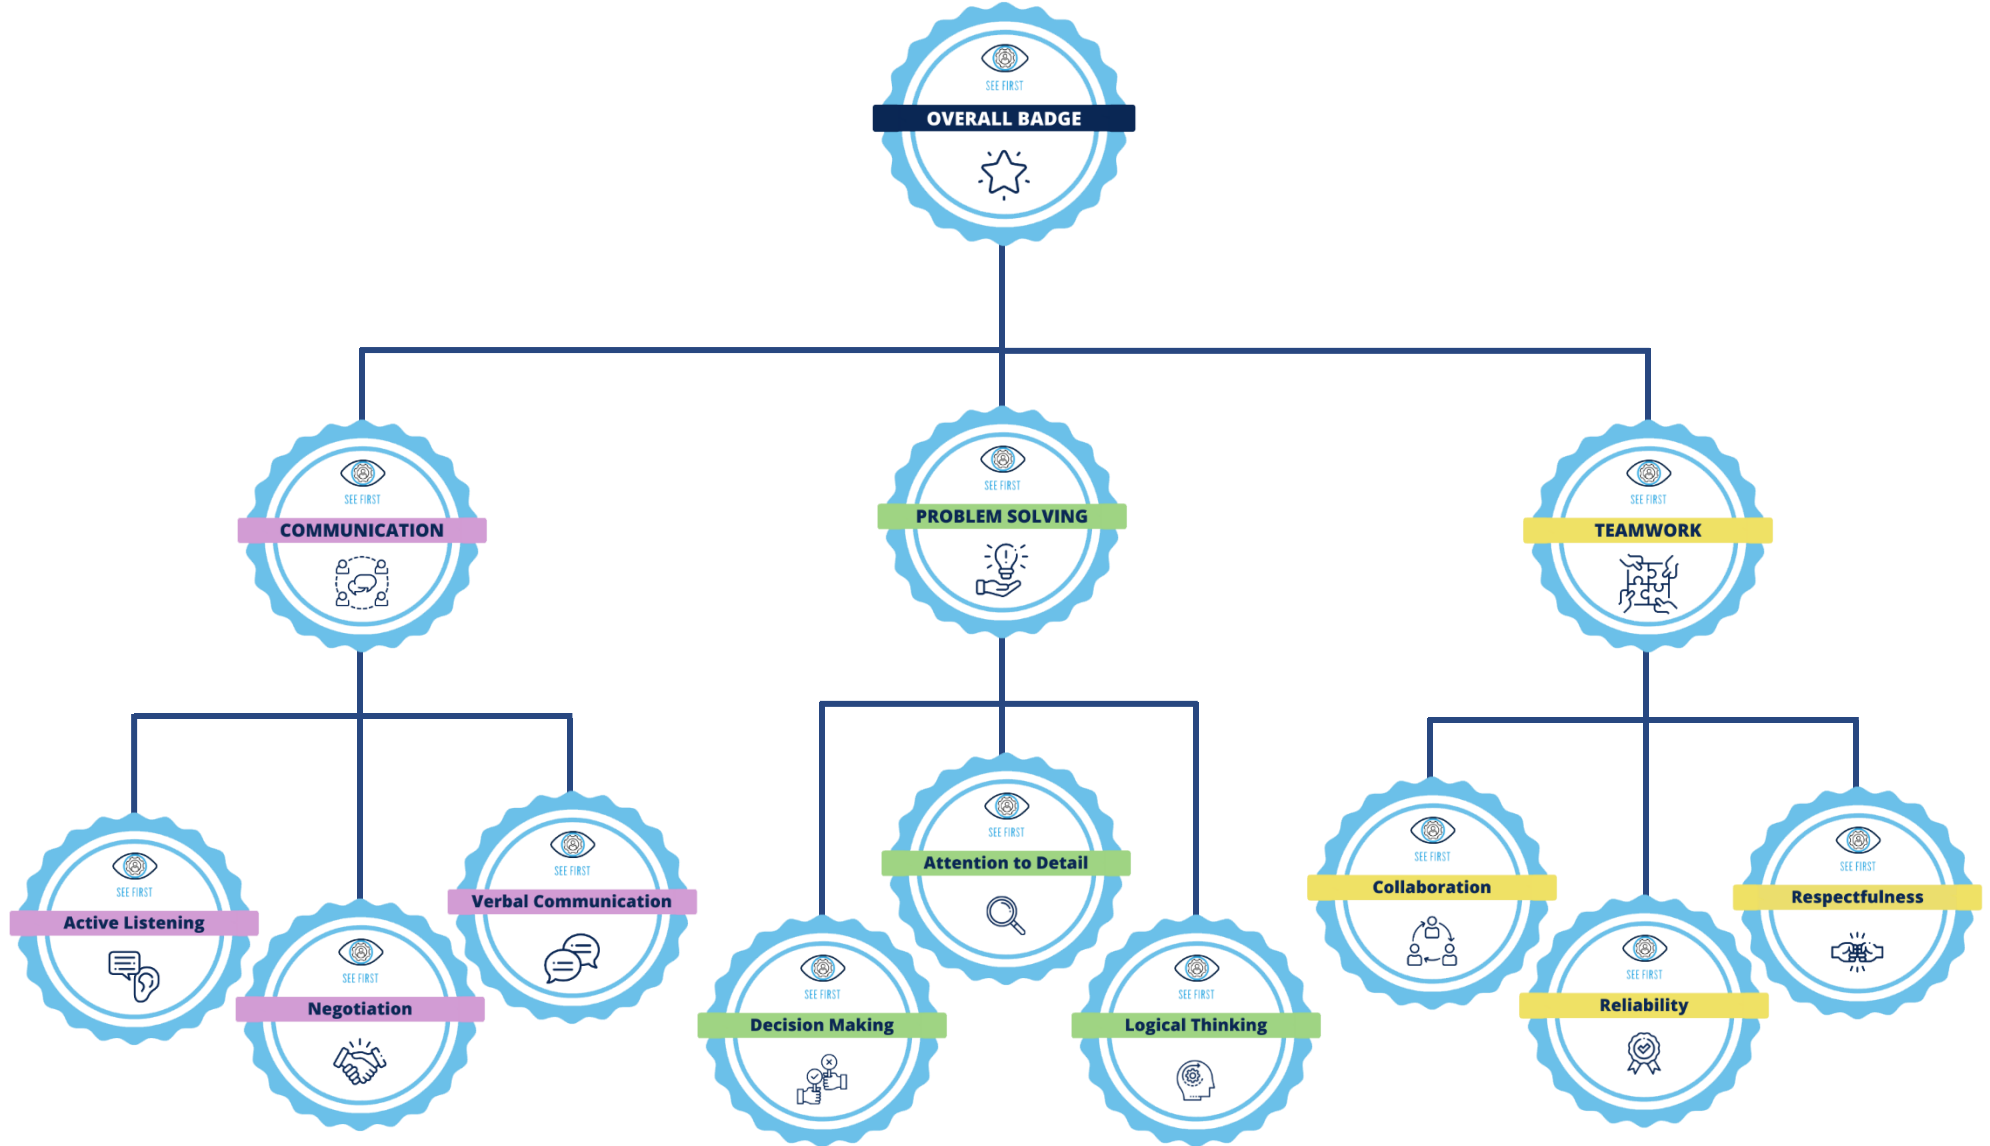 SEE FIRST
OVERALL BADGE
SEE FIRST
COMMUNICATION
SEE FIRST
PROBLEM SOLVING
SEE FIRST
TEAMWORK
SEE FIRST
Active Listening
SEE FIRST
Negotiation
SEE FIRST
Verbal Communication
SEE FIRST
Decision Making
SEE FIRST
Attention to Detail
SEE FIRST
Logical Thinking
SEE FIRST
Collaboration
SEE FIRST
Reliability
SEE FIRST
Respectfulness